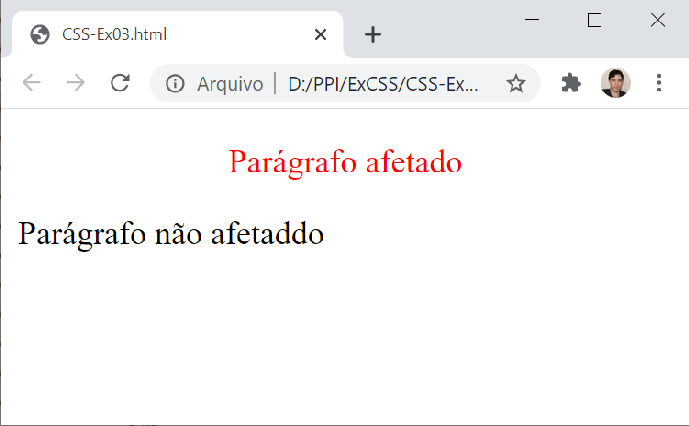 CSS-Ex03.html
Arquivo | D:/PPI/ExCSS/CSS-Ex...
Parágrafo afetado
Parágrafo não afetaddo